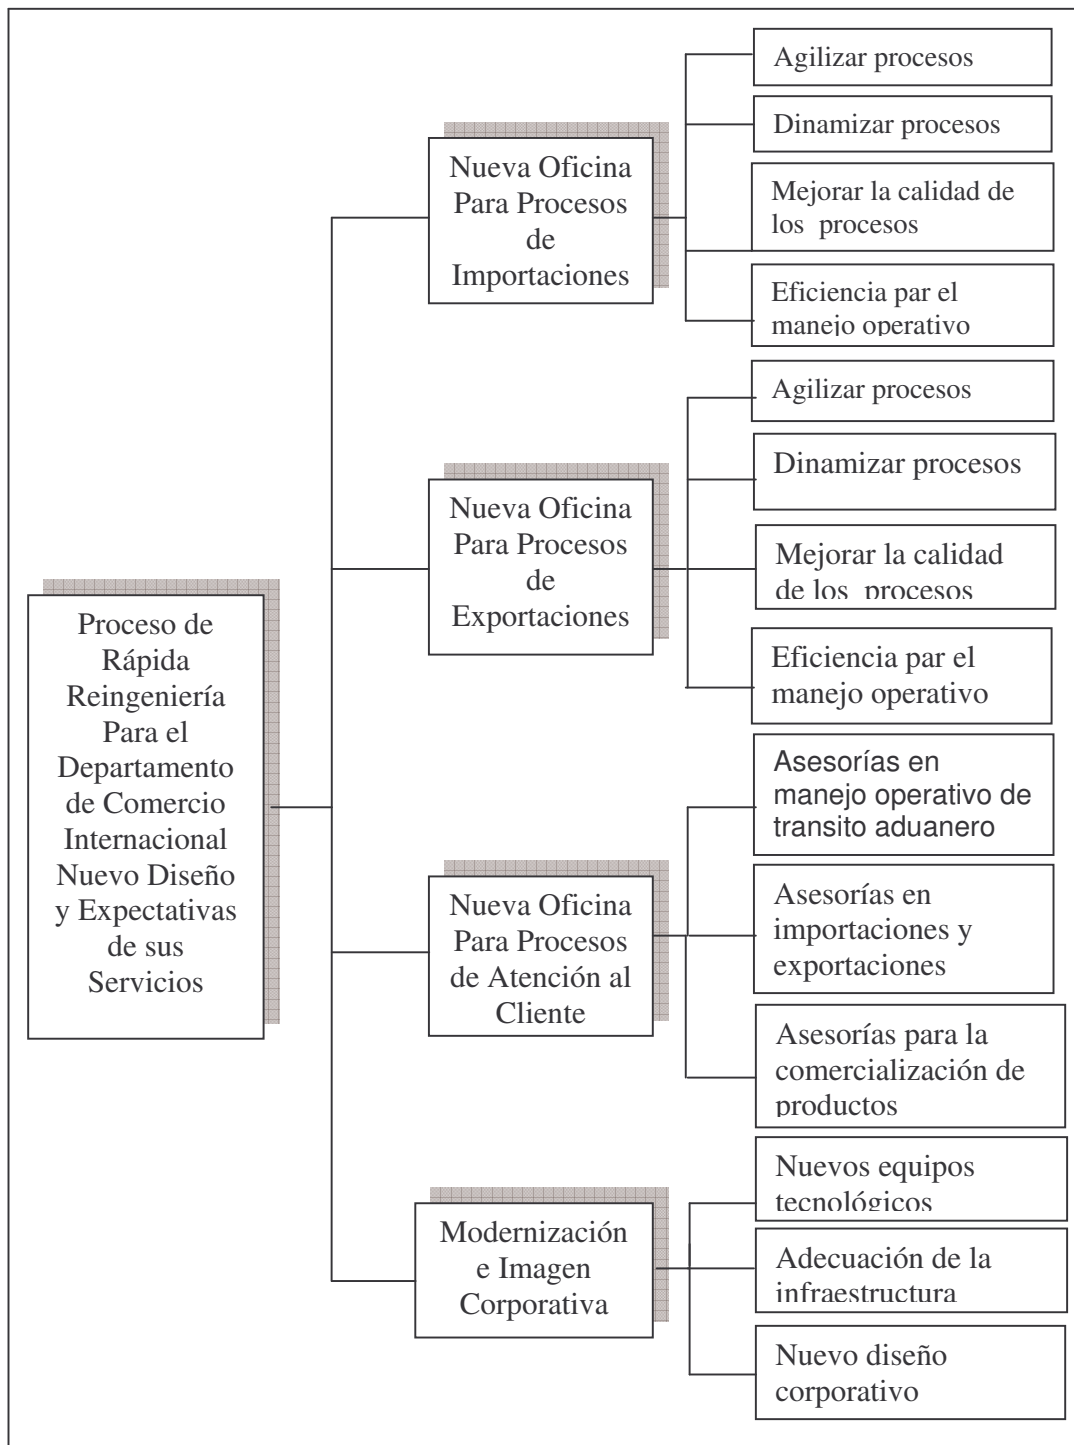 Proceso de
Rápida
Reingeniería
Para el
Departamento
de Comercio
Internacional
Nuevo Diseño
y Expectativas
de sus
Servicios
Nueva Oficina
Para Procesos
de
Importaciones
Agilizar procesos
Dinamizar procesos
Mejorar la calidad de
los procesos
Eficiencia par el
manejo operativo
Nueva Oficina
Para Procesos
de
Exportaciones
Agilizar procesos
Dinamizar procesos
Mejorar la calidad
de los procesos
Eficiencia par el
manejo operativo
Nueva Oficina
Para Procesos
de Atención al
Cliente
Asesorías en
manejo operativo de
transito aduanero
Asesorías en
importaciones y
exportaciones
Asesorías para la
comercialización de
productos
Modernización
e Imagen
Corporativa
Nuevos equipos
tecnológicos
Adecuación de la
infraestructura
Nuevo diseño
corporativo